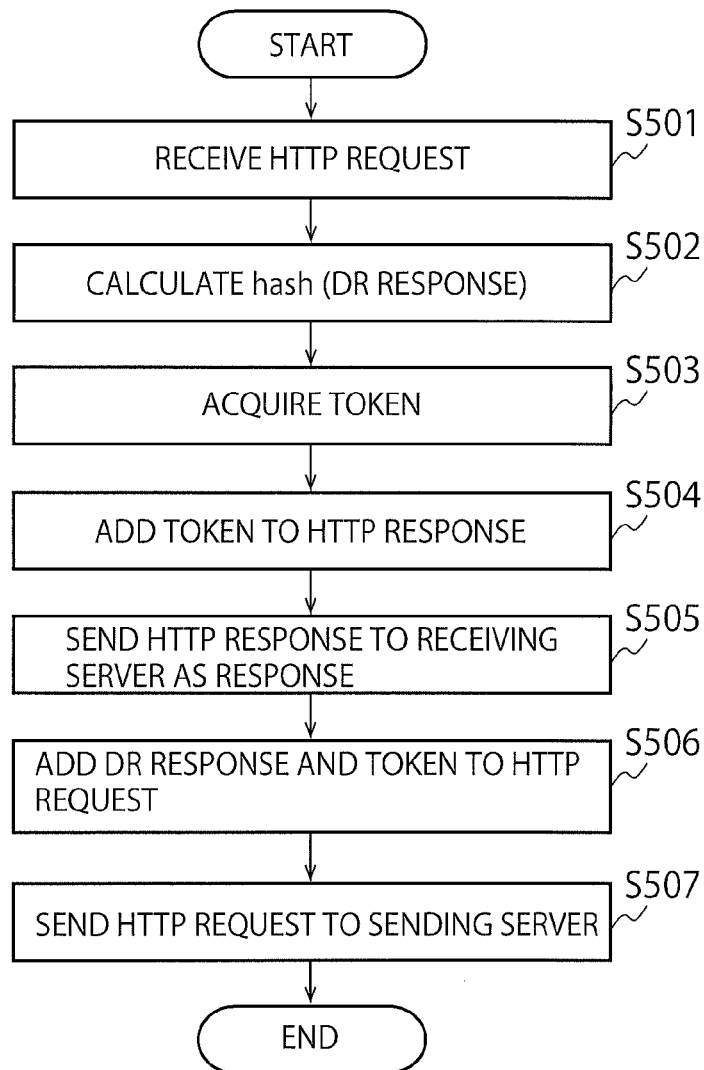 START
S501
RECEIVE HTTP REQUEST
S502
CALCULATE hash (DR RESPONSE)
S503
ACQUIRE TOKEN
S504
ADD TOKEN TO HTTP RESPONSE
S505
SEND HTTP RESPONSE TO RECEIVING
SERVER AS RESPONSE
S506
ADD DR RESPONSE AND TOKEN TO HTTP
REQUEST
S507
SEND HTTP REQUEST TO SENDING SERVER
END